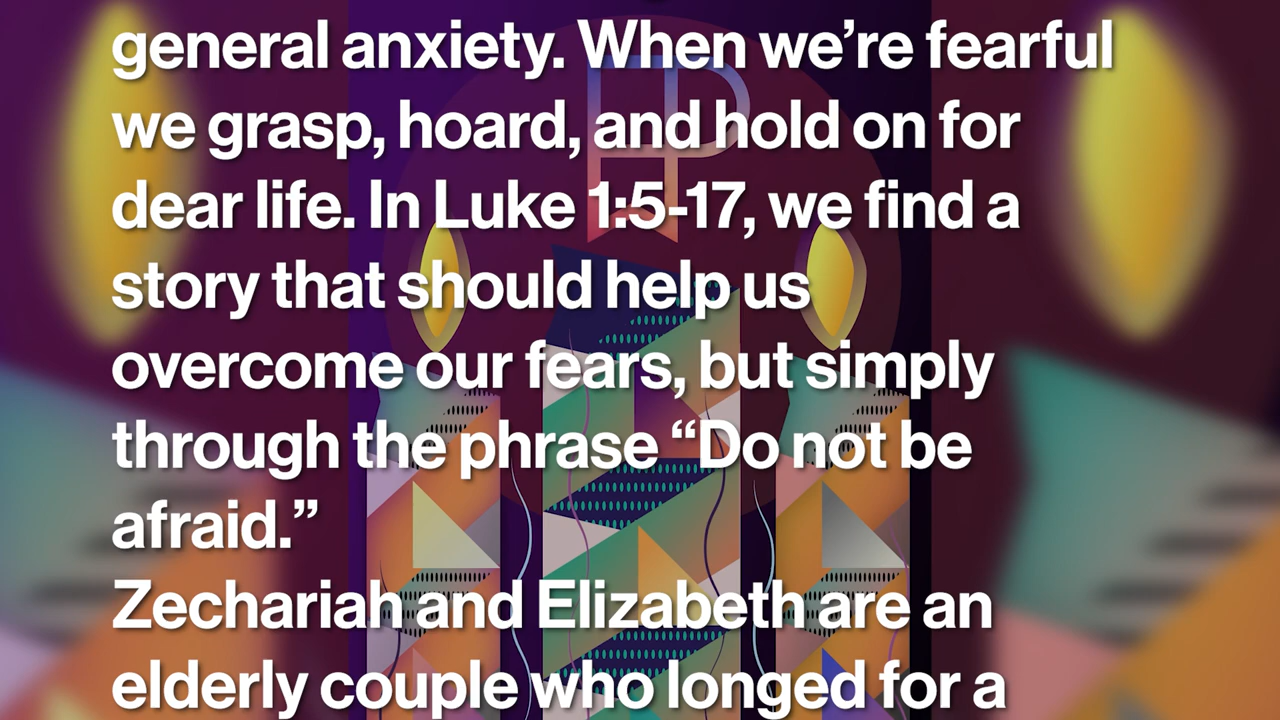 general anxiety. When we’re fearful
we grasp, hoard, and hold on for
dear life. In Luke 1:5-17, we find a
story that should help us
overcome our fears, but simply
through the phrase “Do not be
afraid.”
Zechariah and Elizabeth are an
elderly couple who longed for a